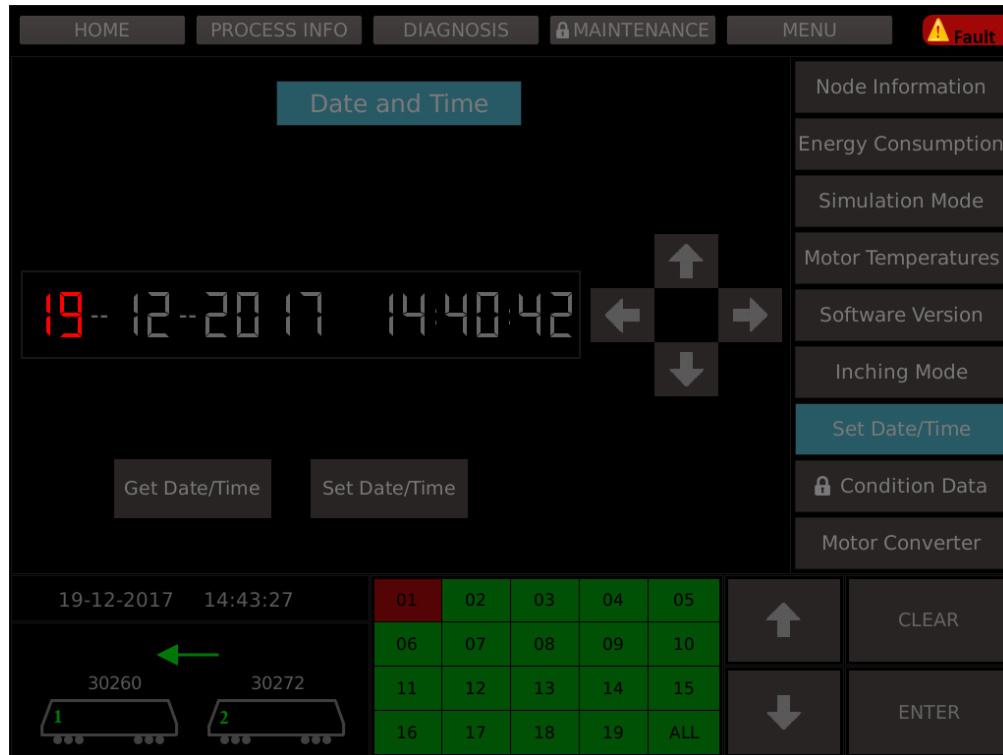 HOME PROCESS INFO DIAGNOSIS MAINTENANCE MENU Fault
Date and Time
Node Information
Energy Consumption
Simulation Mode
Motor Temperatures
19--12--2017 14:40:42
Software Version
Inching Mode
Set Date/Time
Get Date/Time Set Date/Time
Condition Data
Motor Converter
19-12-2017 14:43:27
01 02 03 04 05
06 07 08 09 10
11 12 13 14 15
16 17 18 19 ALL
30260 30272
1 2
CLEAR
ENTER